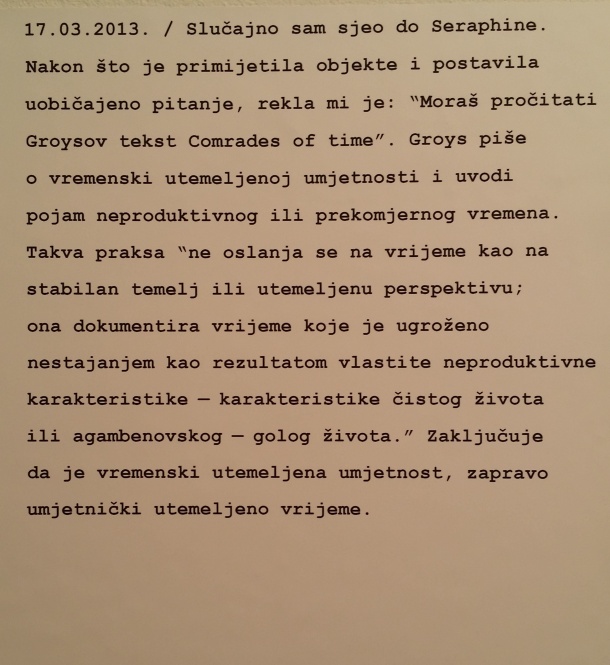 17.03.2013. / Slučajno sam sjeo do Seraphine.
Nakon što je primijetila objekte i postavila
uobičajeno pitanje, rekla mi je: “Moraš pročitati
Groysov tekst Comrades of time”. Groys piše
o vremenski utemeljenoj umjetnosti i uvodi
pojam neproduktivnog ili prekomjernog vremena.
Takva praksa “ne oslanja se na vrijeme kao na
stabilan temelj ili utemeljenu perspektivu;
ona dokumentira vrijeme koje je ugroženo
nestajanjem kao rezultatom vlastite neproduktivne
karakteristike — karakteristike čistog života
ili agambenovskog — golog života.” Zaključuje
da je vremenski utemeljena umjetnost, zapravo
umjetnički utemeljeno vrijeme.